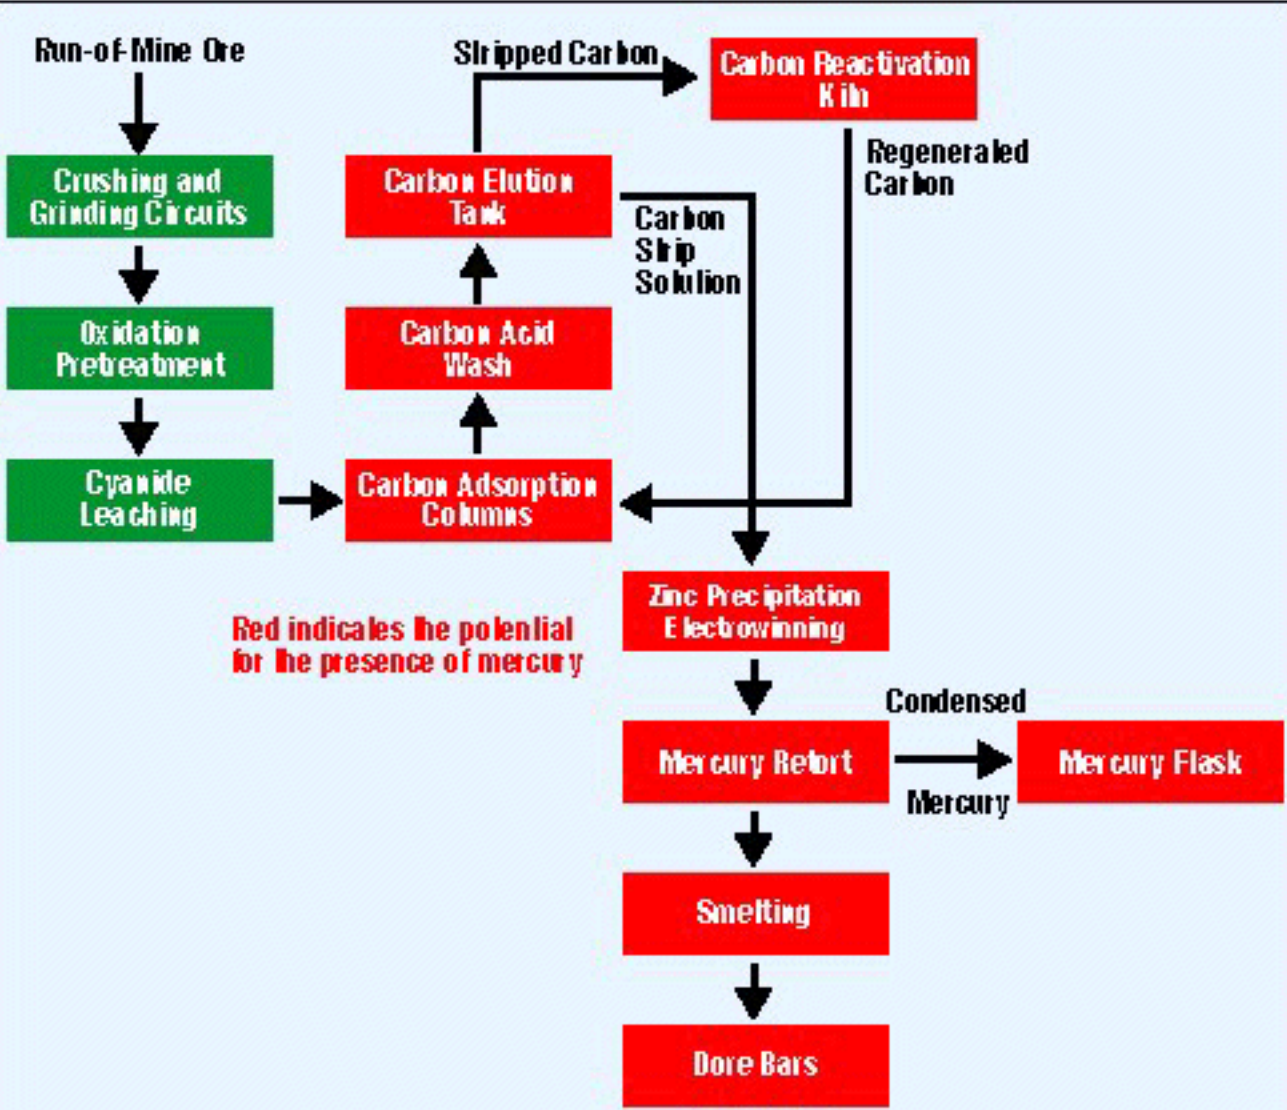 Run-of-Mine Ore
Crushing and
Grinding Circuits
Oxidation
Pretreatment
Cyanide
Leaching
Carbon Adsorption
Columns
Carbon Acid
Wash
Carbon Elution
Tank
Stripped Carbon
Carbon Reactivation
Kiln
Regenerated
Carbon
Carbon
Strip
Solution
Zinc Precipitation
Electrowinning
Mercury Retort
Condensed
Mercury
Mercury Flask
Smelting
Dore Bars
Red indicates the potential
for the presence of mercury